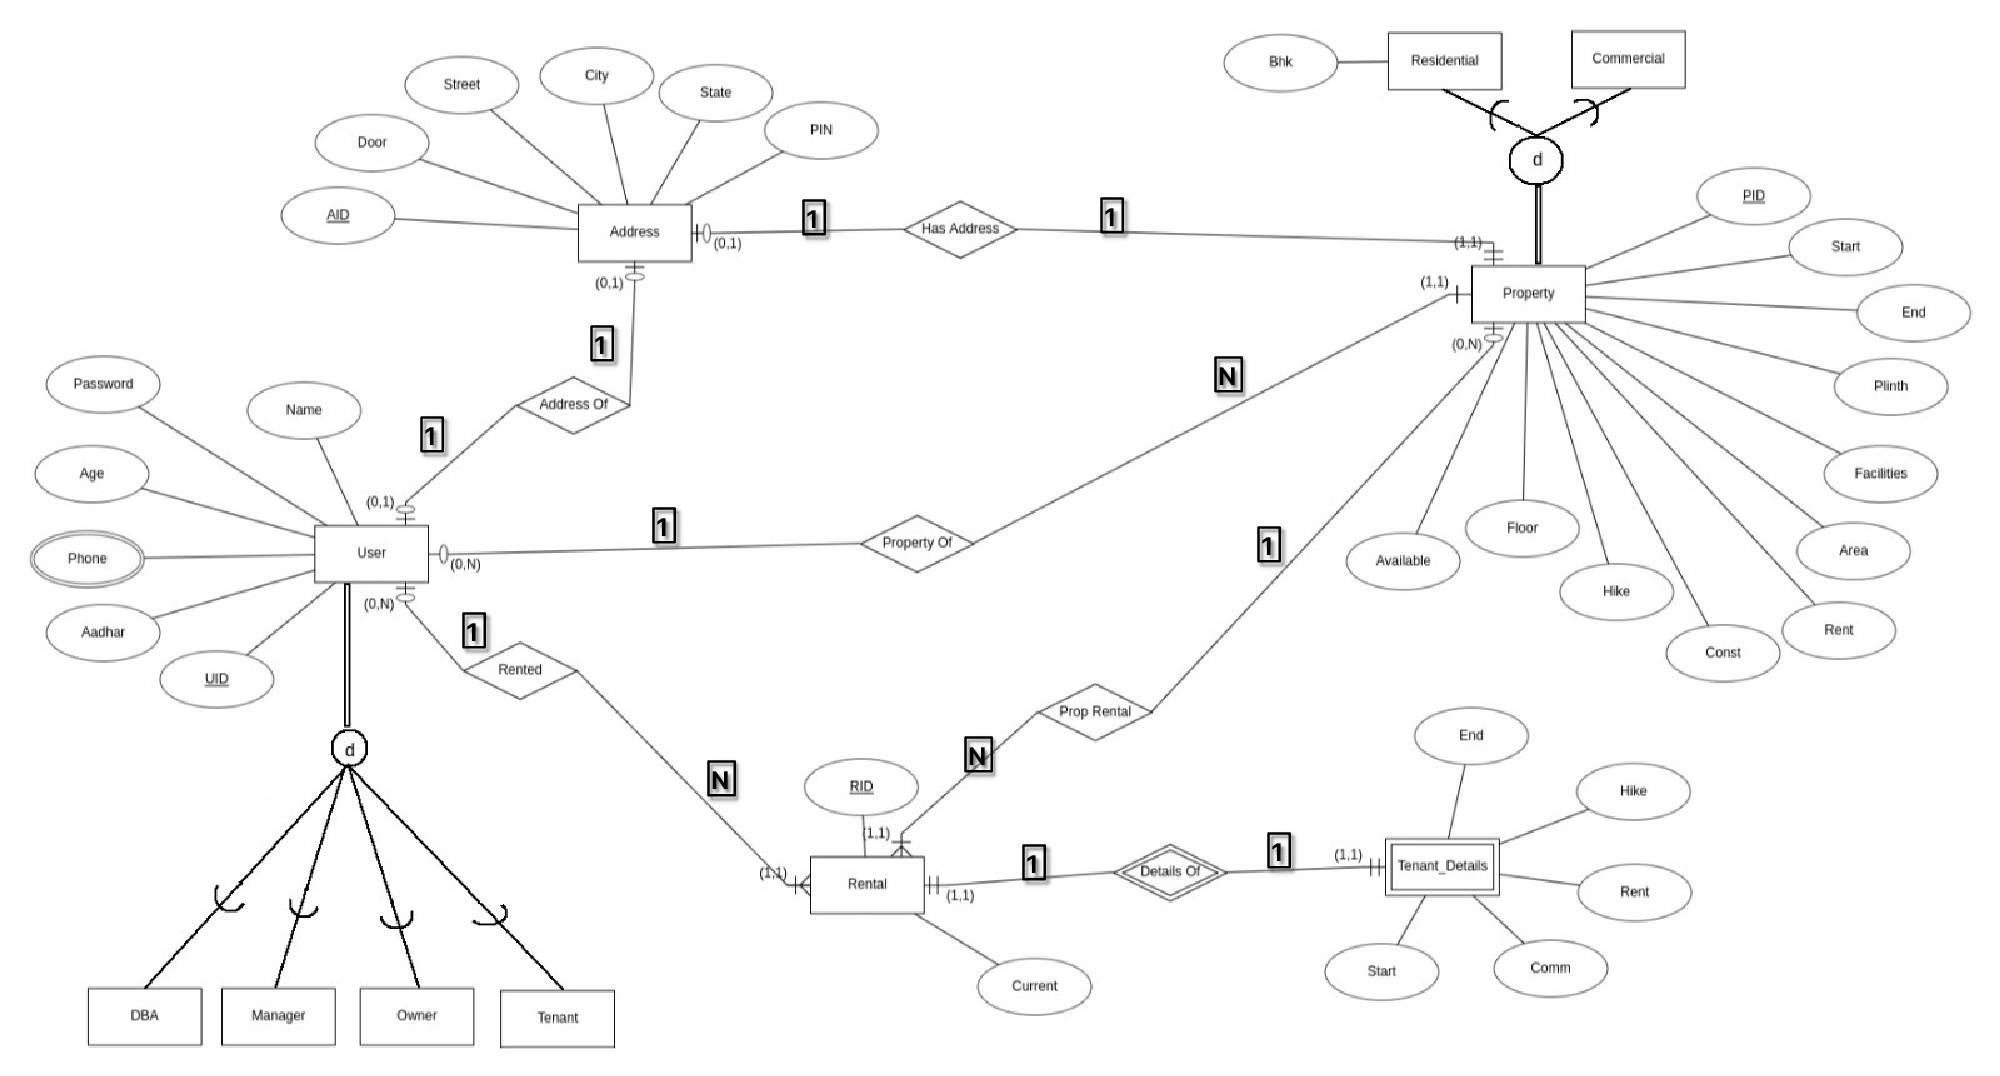 Bhk
Residential
Commercial
City
Street
State
PIN
Door
d
PID
AID
Address
(0,1)
1
Has Address
1
(1,1)
Start
(0,1)
(1,1)
Property
End
1
(0,N)
Password
Name
Address Of
N
Plinth
1
Age
(0,1)
Facilities
Phone
User
(0,N)
1
Property Of
1
Available
Floor
Area
Aadhar
(0,N)
1
Hike
Rent
UID
Rented
Const
Prop Rental
d
N
N
End
RID
Hike
(1,1)
(1,1)
Rental
(1,1)
1
Details Of
1
(1,1)
Tenant_Details
Rent
Current
Start
Comm
DBA
Manager
Owner
Tenant